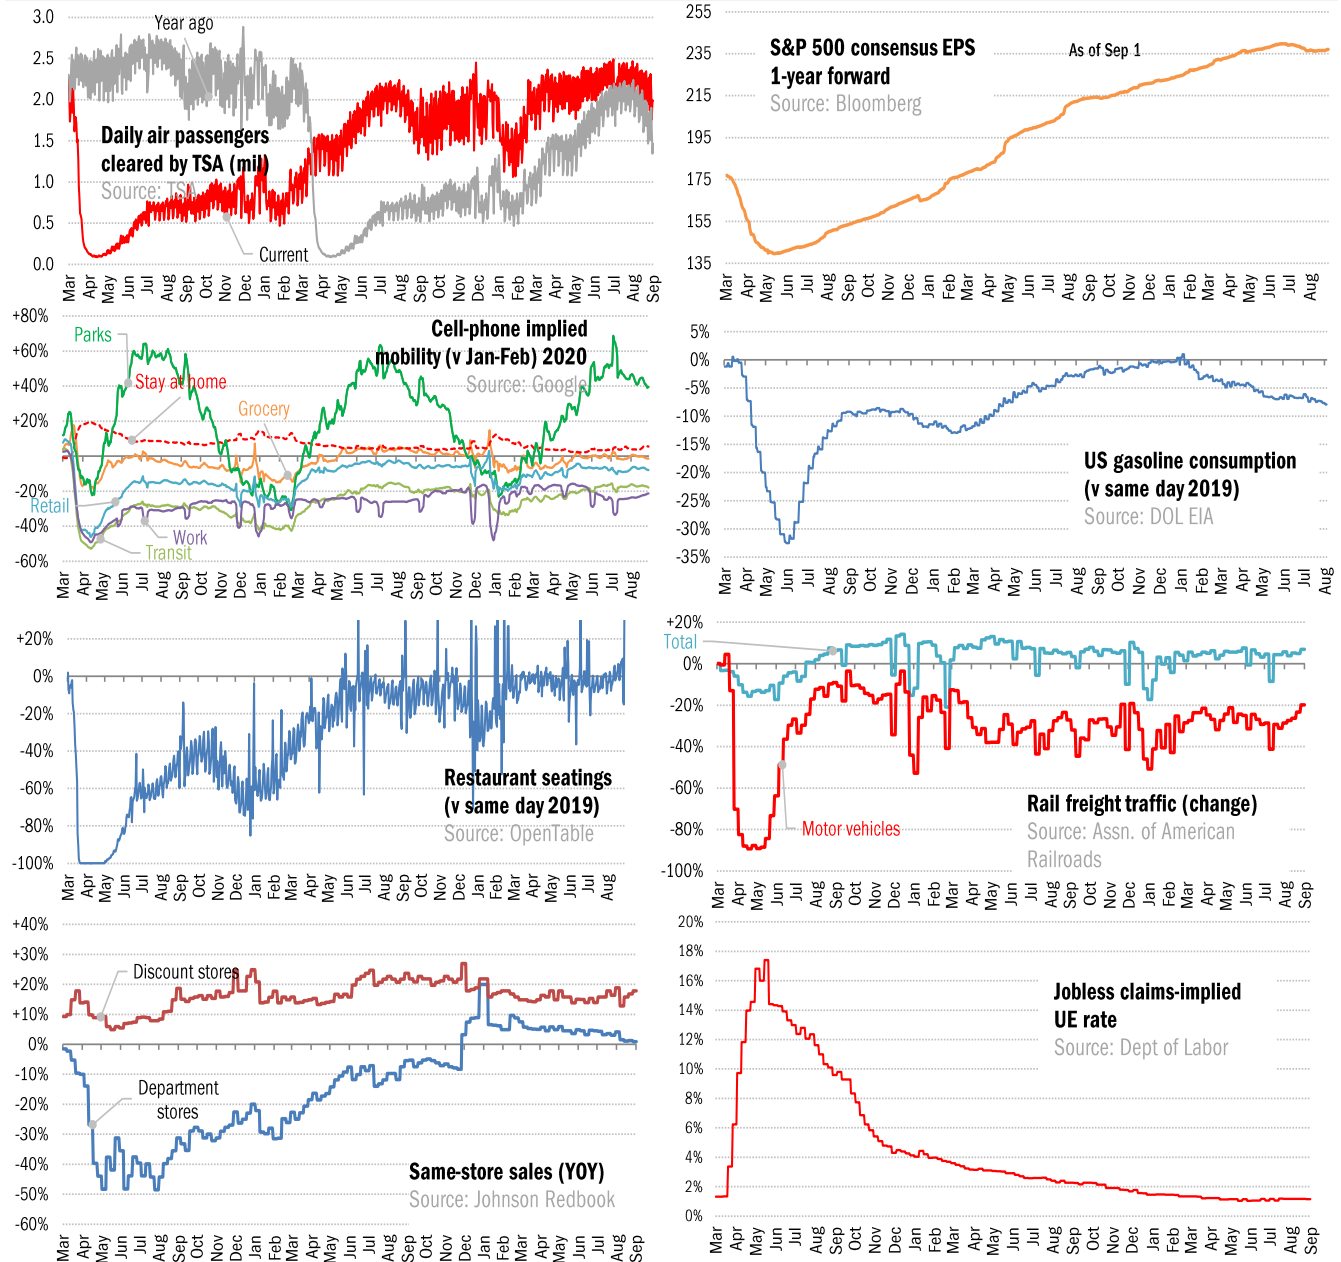 3.0
2.5
2.0
1.5
1.0
0.5
0.0
Year ago
Daily air passengers
cleared by TSA (mil)
Source: TSA
Current
Mar Apr May Jun Jul Aug Sep Oct Nov Dec Jan Feb Mar Apr May Jun Jul Aug Sep Oct Nov Dec Jan Feb Mar Apr May Jun Jul Aug Sep
255
235
215
195
175
155
135
S&P 500 consensus EPS
1-year forward
Source: Bloomberg
As of Sep 1
Mar Apr May Jun Jul Aug Sep Oct Nov Dec Jan Feb Mar Apr May Jun Jul Aug Sep Oct Nov Dec Jan Feb Mar Apr May Jun Jul Aug
+80%
+60%
+40%
+20%
-20%
-40%
-60%
Parks
Stay at home
Grocery
Retail
Work
Transit
Cell-phone implied
mobility (v Jan-Feb) 2020
Source: Google
Mar Apr May Jun Jul Aug Sep Oct Nov Dec Jan Feb Mar Apr May Jun Jul Aug Sep Oct Nov Dec Jan Feb Mar Apr May Jun Jul Aug
5%
0%
-5%
-10%
-15%
-20%
-25%
-30%
-35%
US gasoline consumption
(v same day 2019)
Source: DOL EIA
Mar Apr May Jun Jul Aug Sep Oct Nov Dec Jan Feb Mar Apr May Jun Jul Aug Sep Oct Nov Dec Jan Feb Mar Apr May Jun Jul Aug
+20%
0%
-20%
-40%
-60%
-80%
-100%
Restaurant seatings
(v same day 2019)
Source: OpenTable
Mar Apr May Jun Jul Aug Sep Oct Nov Dec Jan Feb Mar Apr May Jun Jul Aug Sep Oct Nov Dec Jan Feb Mar Apr May Jun Jul Aug
+20%
0%
-20%
-40%
-60%
-80%
-100%
Total
Motor vehicles
Rail freight traffic (change)
Source: Assn. of American
Railroads
Mar Apr May Jun Jul Aug Sep Oct Nov Dec Jan Feb Mar Apr May Jun Jul Aug Sep Oct Nov Dec Jan Feb Mar Apr May Jun Jul Aug Sep
+40%
+30%
+20%
+10%
0%
-10%
-20%
-30%
-40%
-50%
-60%
Discount stores
Department
stores
Same-store sales (YOY)
Source: Johnson Redbook
Mar Apr May Jun Jul Aug Sep Oct Nov Dec Jan Feb Mar Apr May Jun Jul Aug Sep Oct Nov Dec Jan Feb Mar Apr May Jun Jul Aug Sep
20%
18%
16%
14%
12%
10%
8%
6%
4%
2%
0%
Jobless claims-implied
UE rate
Source: Dept of Labor
Mar Apr May Jun Jul Aug Sep Oct Nov Dec Jan Feb Mar Apr May Jun Jul Aug Sep Oct Nov Dec Jan Feb Mar Apr May Jun Jul Aug Sep